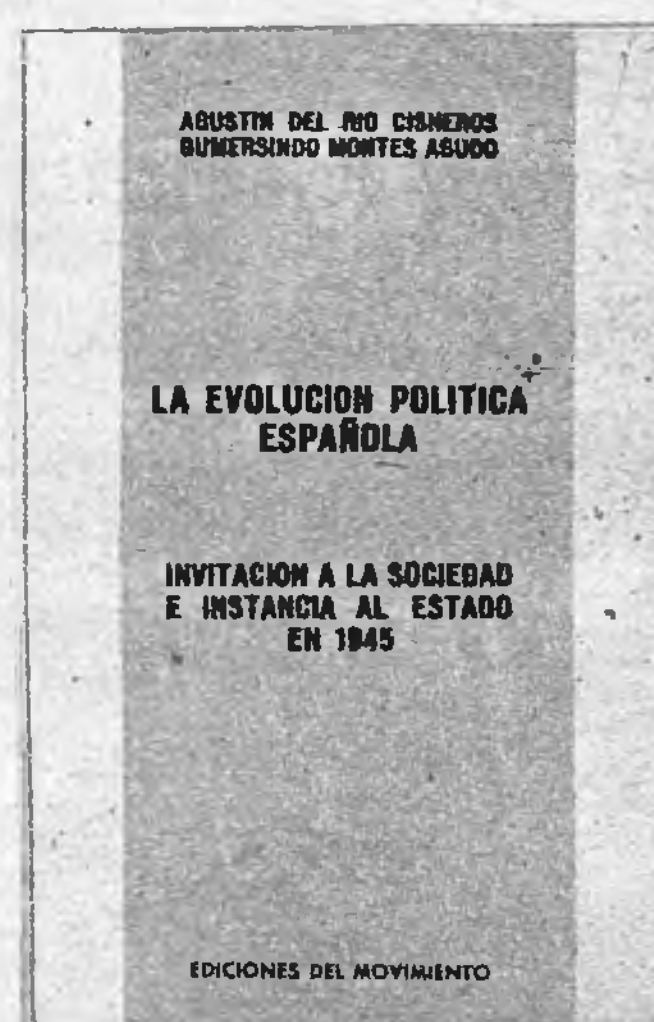 AGUSTIN DEL RIO CISNEROS
GUMERSINDO MONTES AGUDO
LA EVOLUCION POLITICA
ESPAÑOLA
INVITACION A LA SOCIEDAD
E INSTANCIA AL ESTADO
EN 1945
EDICIONES DEL MOVIMIENTO